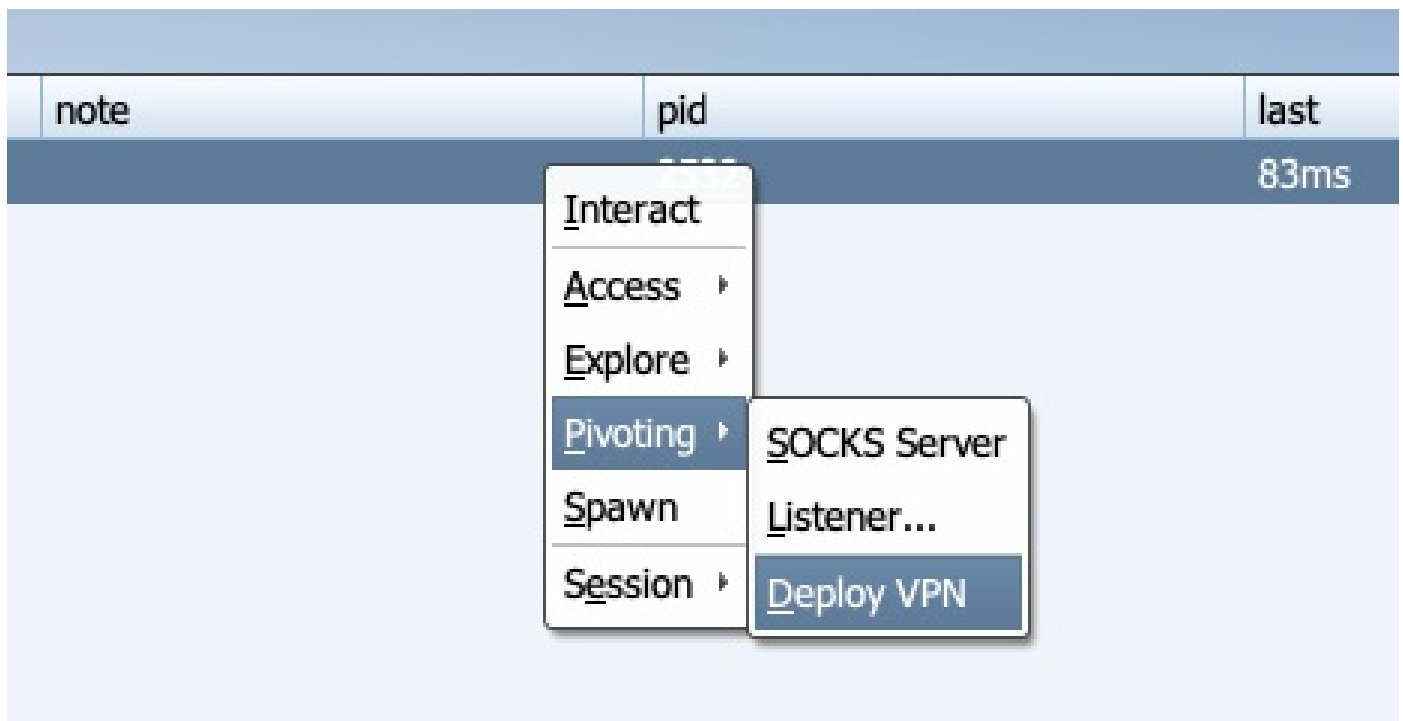 note pid last
83ms
Interact
Access
Explore
Pivoting
SOCKS Server
Spawn
Listener...
Session
Deploy VPN